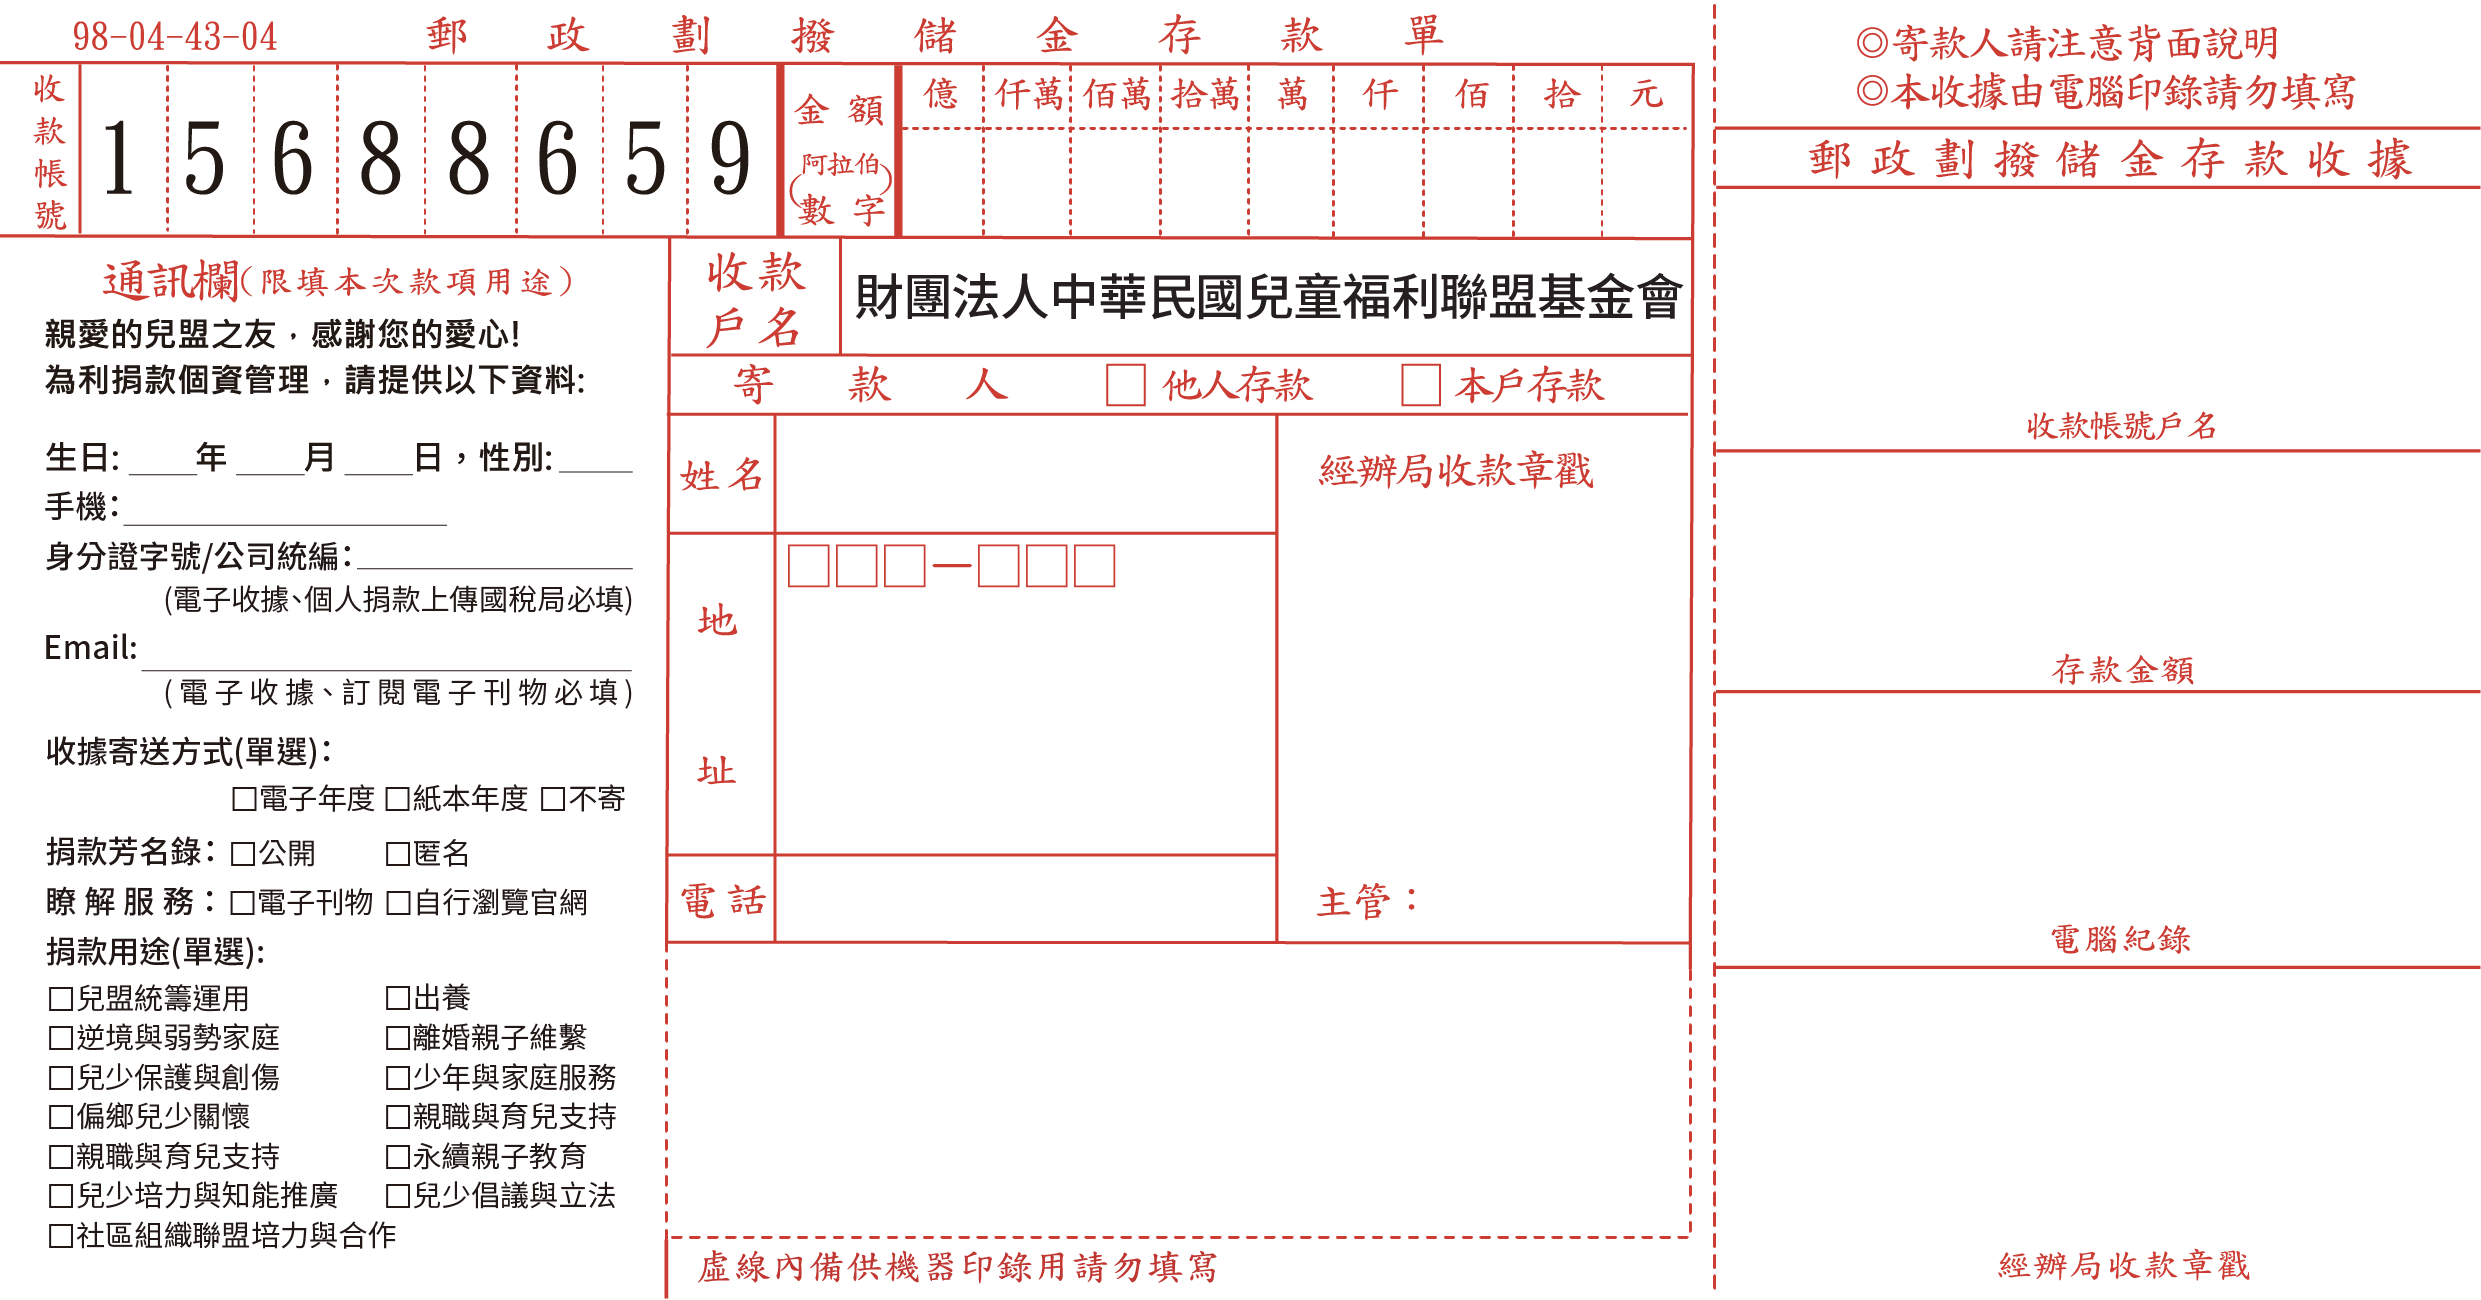 98-04-43-04 郵政劃撥儲金存款單
收款帳號 1 5 6 8 8 6 5 9 金額(阿拉伯數字) 億 仟萬 佰萬 拾萬 萬 仟 佰 拾 元
通訊欄(限填本次款項用途)
親愛的兒盟之友，感謝您的愛心!
為利捐款個資管理，請提供以下資料:
生日: ____年 ____月 ____日，性別: ____
手機:
身分證字號/公司統編:
(電子收據、個人捐款上傳國稅局必填)
Email:
(電子收據、訂閱電子刊物必填)
收據寄送方式(單選):
□電子年度 □紙本年度 □不寄
捐款芳名錄: □公開 □匿名
瞭解服務: □電子刊物 □自行瀏覽官網
捐款用途(單選):
□兒盟統籌運用 □出養
□逆境與弱勢家庭 □離婚親子維繫
□兒少保護與創傷 □少年與家庭服務
□偏鄉兒少關懷 □親職與育兒支持
□親職與育兒支持 □永續親子教育
□兒少培力與知能推廣 □兒少倡議與立法
□社區組織聯盟培力與合作
收款戶名 財團法人中華民國兒童福利聯盟基金會
寄款人 □他人存款 □本戶存款
姓名
□□□—□□□
地址
電話
經辦局收款章戳
主管：
虛線內備供機器印錄用請勿填寫
◎寄款人請注意背面說明
◎本收據由電腦印錄請勿填寫
郵政劃撥儲金存款收據
收款帳號戶名
存款金額
電腦紀錄
經辦局收款章戳